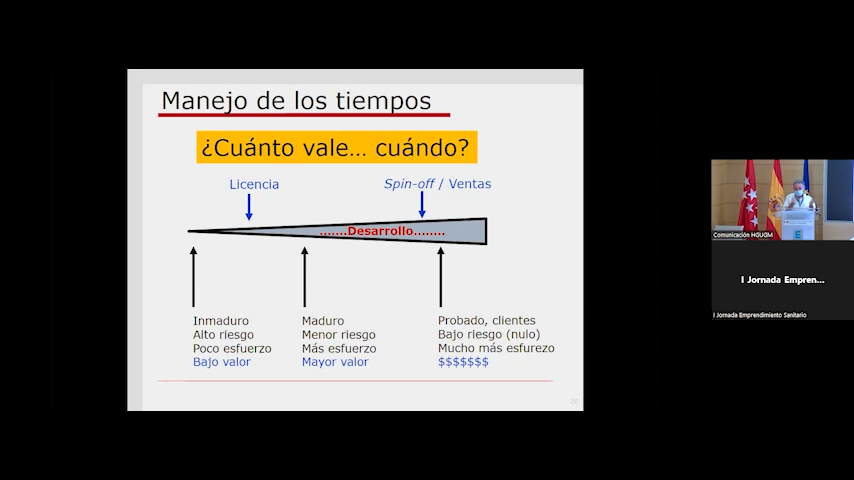 Manejo de los tiempos
¿Cuánto vale... cuándo?
Licencia
Spin-off / Ventas
.......Desarrollo........
Inmaduro
Alto riesgo
Poco esfuerzo
Bajo valor
Maduro
Menor riesgo
Más esfuerzo
Mayor valor
Probado, clientes
Bajo riesgo (nulo)
Mucho más esfurezo
$$$$$$$
Comunicación HGUGM
I Jornada Empren...
I Jornada Emprendimiento Sanitario